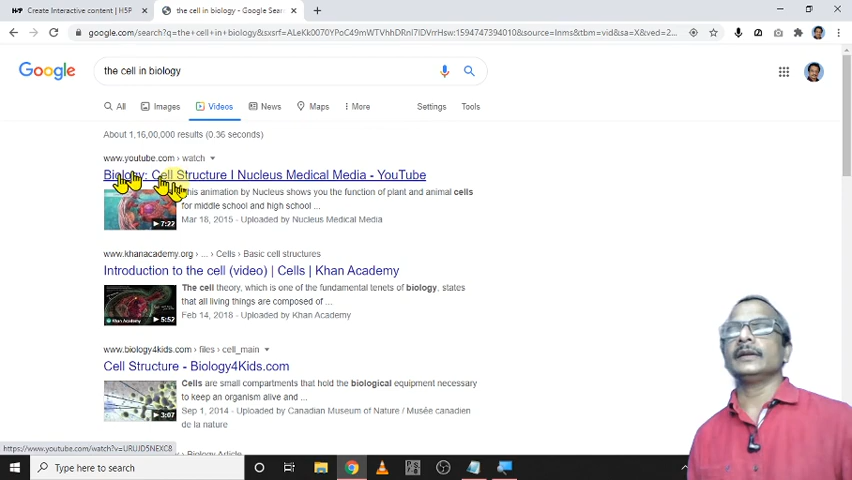 H-P Create Interactive content | H5P
the cell in biology - Google Sear
google.com/search?q=the+cell+in+biology&sxsrf=ALeKk0070YPoC49mWTVhhDVrO9N7IDVrrHsw:1594747394010&source=lnms&tbm=vid&sa=X&ved=2...
Google
the cell in biology
All Images Videos News Maps More Settings Tools
About 1,16,00,000 results (0.36 seconds)
www.youtube.com › watch
Biology: Cell Structure I Nucleus Medical Media - YouTube
This animation by Nucleus shows you the function of plant and animal cells
for middle school and high school ...
7:22
Mar 18, 2015 - Uploaded by Nucleus Medical Media
www.khanacademy.org › ... › Cells › Basic cell structures
Introduction to the cell (video) | Cells | Khan Academy
The cell theory, which is one of the fundamental tenets of biology, states
that all living things are composed of ...
Khan Academy
5:52
Feb 14, 2018 - Uploaded by Khan Academy
www.biology4kids.com › files › cell_main
Cell Structure - Biology4Kids.com
Cells are small compartments that hold the biological equipment necessary
to keep an organism alive and ...
3:07
Sep 1, 2014 - Uploaded by Canadian Museum of Nature / Musée canadien
de la nature
https://www.youtube.com/watch?v=URUJD5NEXC8
Biology Article
Type here to search